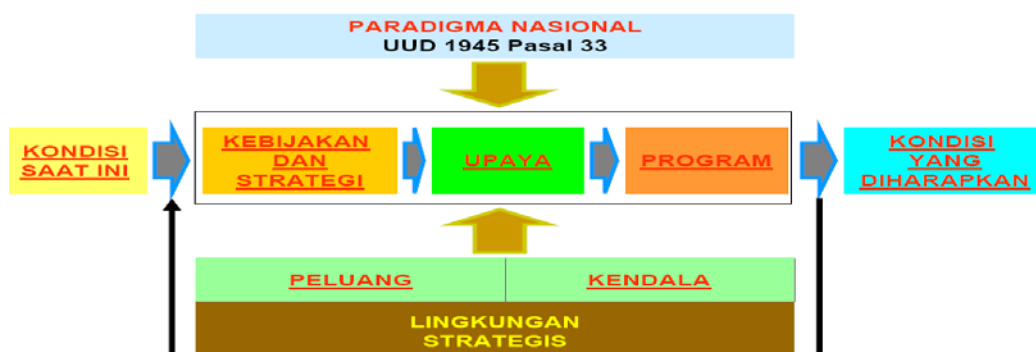 PARADIGMA NASIONAL
UUD 1945 Pasal 33
KONDISI
SAAT INI
KEBIJAKAN
DAN
STRATEGI
UPAYA
PROGRAM
KONDISI
YANG
DIHARAPKAN
PELUANG
KENDALA
LINGKUNGAN
STRATEGIS